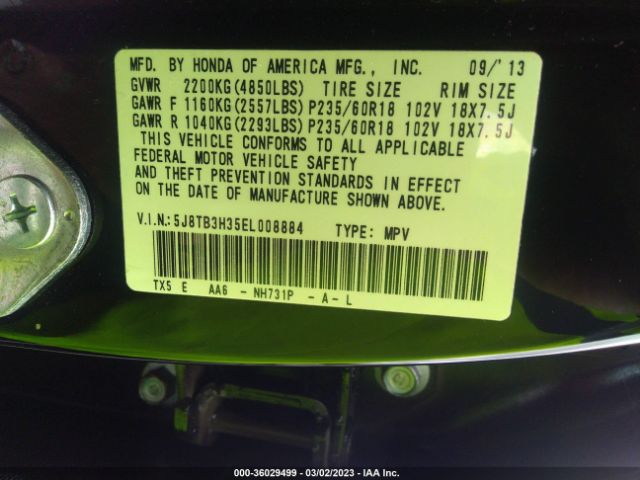 MFD. BY HONDA OF AMERICA MFG., INC. 09/'13
GVWR 2200KG(4850LBS) TIRE SIZE RIM SIZE
GAWR F 1160KG(2557LBS) P235/60R18 102V 18X7.5J
GAWR R 1040KG(2293LBS) P235/60R18 102V 18X7.5J
THIS VEHICLE CONFORMS TO ALL APPLICABLE
FEDERAL MOTOR VEHICLE SAFETY
AND THEFT PREVENTION STANDARDS IN EFFECT
ON THE DATE OF MANUFACTURE SHOWN ABOVE.
V.I.N.:5J8TB3H35EL008884 TYPE: MPV
TX5 E AA6 - NH731P - A - L
000-36029499 - 03/02/2023 - IAA Inc.